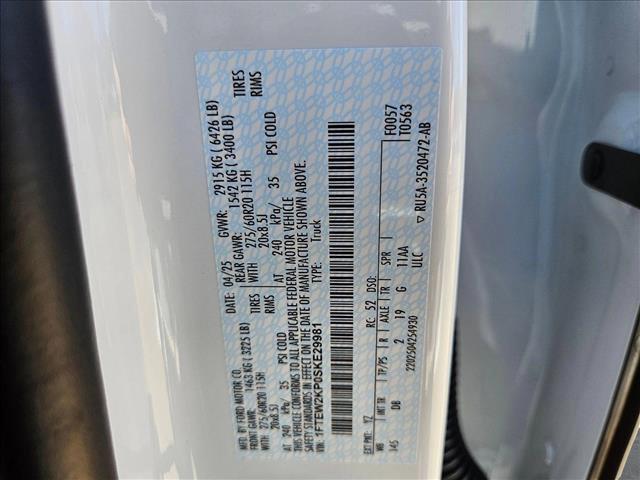 MFD. BY FORD MOTOR CO.
DATE: 04/25 GVWR: 2915 KG ( 6426 LB)
FRONT GAWR: 1463 KG ( 3225 LB) REAR GAWR: 1542 KG ( 3400 LB)
275/60R20 115H TIRES WITH 275/60R20 115H TIRES
20x8.5J RIMS 20x8.5J RIMS
AT 240 kPa/ 35 PSI COLD AT 240 kPa/ 35 PSI COLD
THIS VEHICLE CONFORMS TO ALL APPLICABLE FEDERAL MOTOR VEHICLE
SAFETY STANDARDS IN EFFECT ON THE DATE OF MANUFACTURE SHOWN ABOVE.
VIN: 1FTEW2KP0SKE29961 TYPE: Truck
F0057
T0563
EXT PNT: YZ RC: 52 DSO:
WB INT TR TP/PS R AXLE TR SPR
145 DB 2 19 G 11AA
2202504254930 ULC
RU5A-3520472-AB